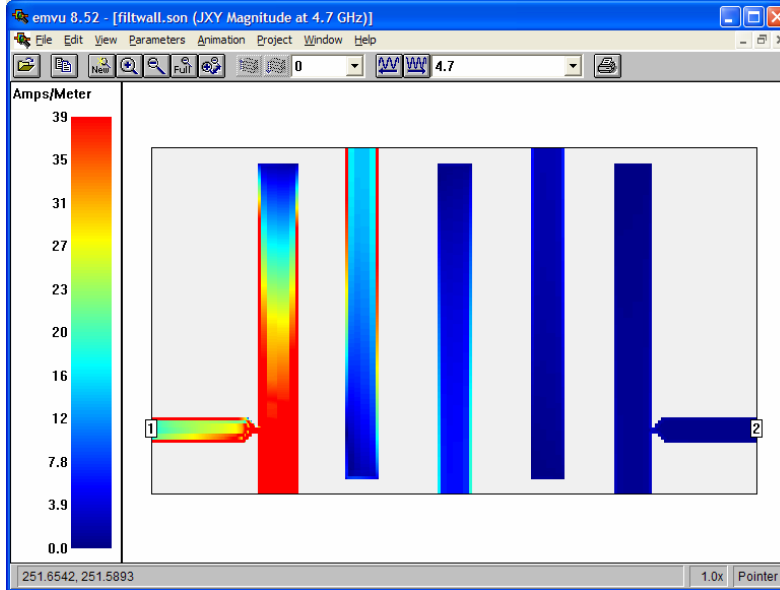 emvu 8.52 - [filtwall.son (JXY Magnitude at 4.7 GHz)]
File Edit View Parameters Animation Project Window Help
New Full 0 4.7
Amps/Meter
39
35
31
27
23
20
16
12
7.8
3.9
0.0
1
2
251.6542, 251.5893 1.0x Pointer